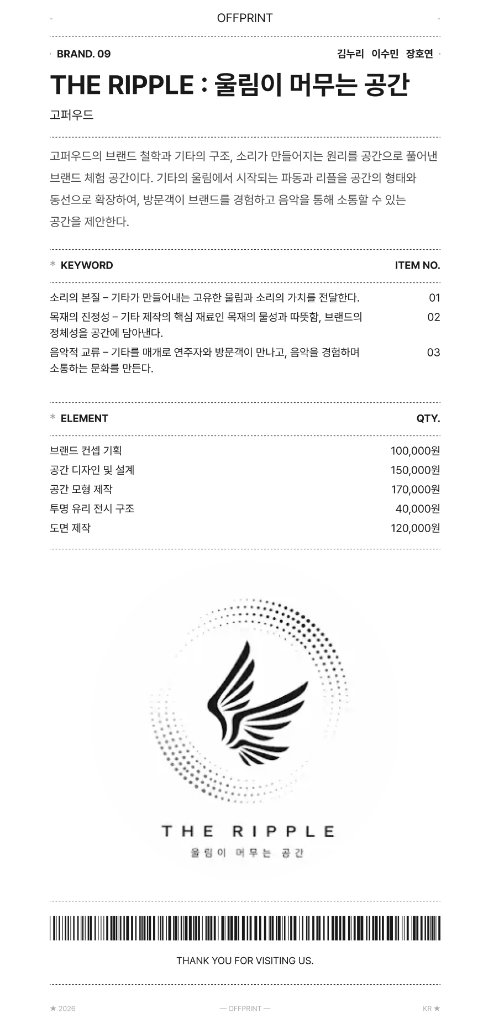 OFFPRINT
BRAND. 09 김누리 이수민 장호연
THE RIPPLE : 울림이 머무는 공간
고퍼우드
고퍼우드의 브랜드 철학과 기타의 구조, 소리가 만들어지는 원리를 공간으로 풀어낸
브랜드 체험 공간이다. 기타의 울림에서 시작되는 파동과 리플을 공간의 형태와
동선으로 확장하여, 방문객이 브랜드를 경험하고 음악을 통해 소통할 수 있는
공간을 제안한다.
* KEYWORD ITEM NO.
소리의 본질 – 기타가 만들어내는 고유한 울림과 소리의 가치를 전달한다. 01
목재의 진정성 – 기타 제작의 핵심 재료인 목재의 물성과 따뜻함, 브랜드의 02
정체성을 공간에 담아낸다.
음악적 교류 – 기타를 매개로 연주자와 방문객이 만나고, 음악을 경험하며 03
소통하는 문화를 만든다.
* ELEMENT QTY.
브랜드 컨셉 기획 100,000원
공간 디자인 및 설계 150,000원
공간 모형 제작 170,000원
투명 유리 전시 구조 40,000원
도면 제작 120,000원
THE RIPPLE
울림이 머무는 공간
THANK YOU FOR VISITING US.
★ 2026 — OFFPRINT — KR ★